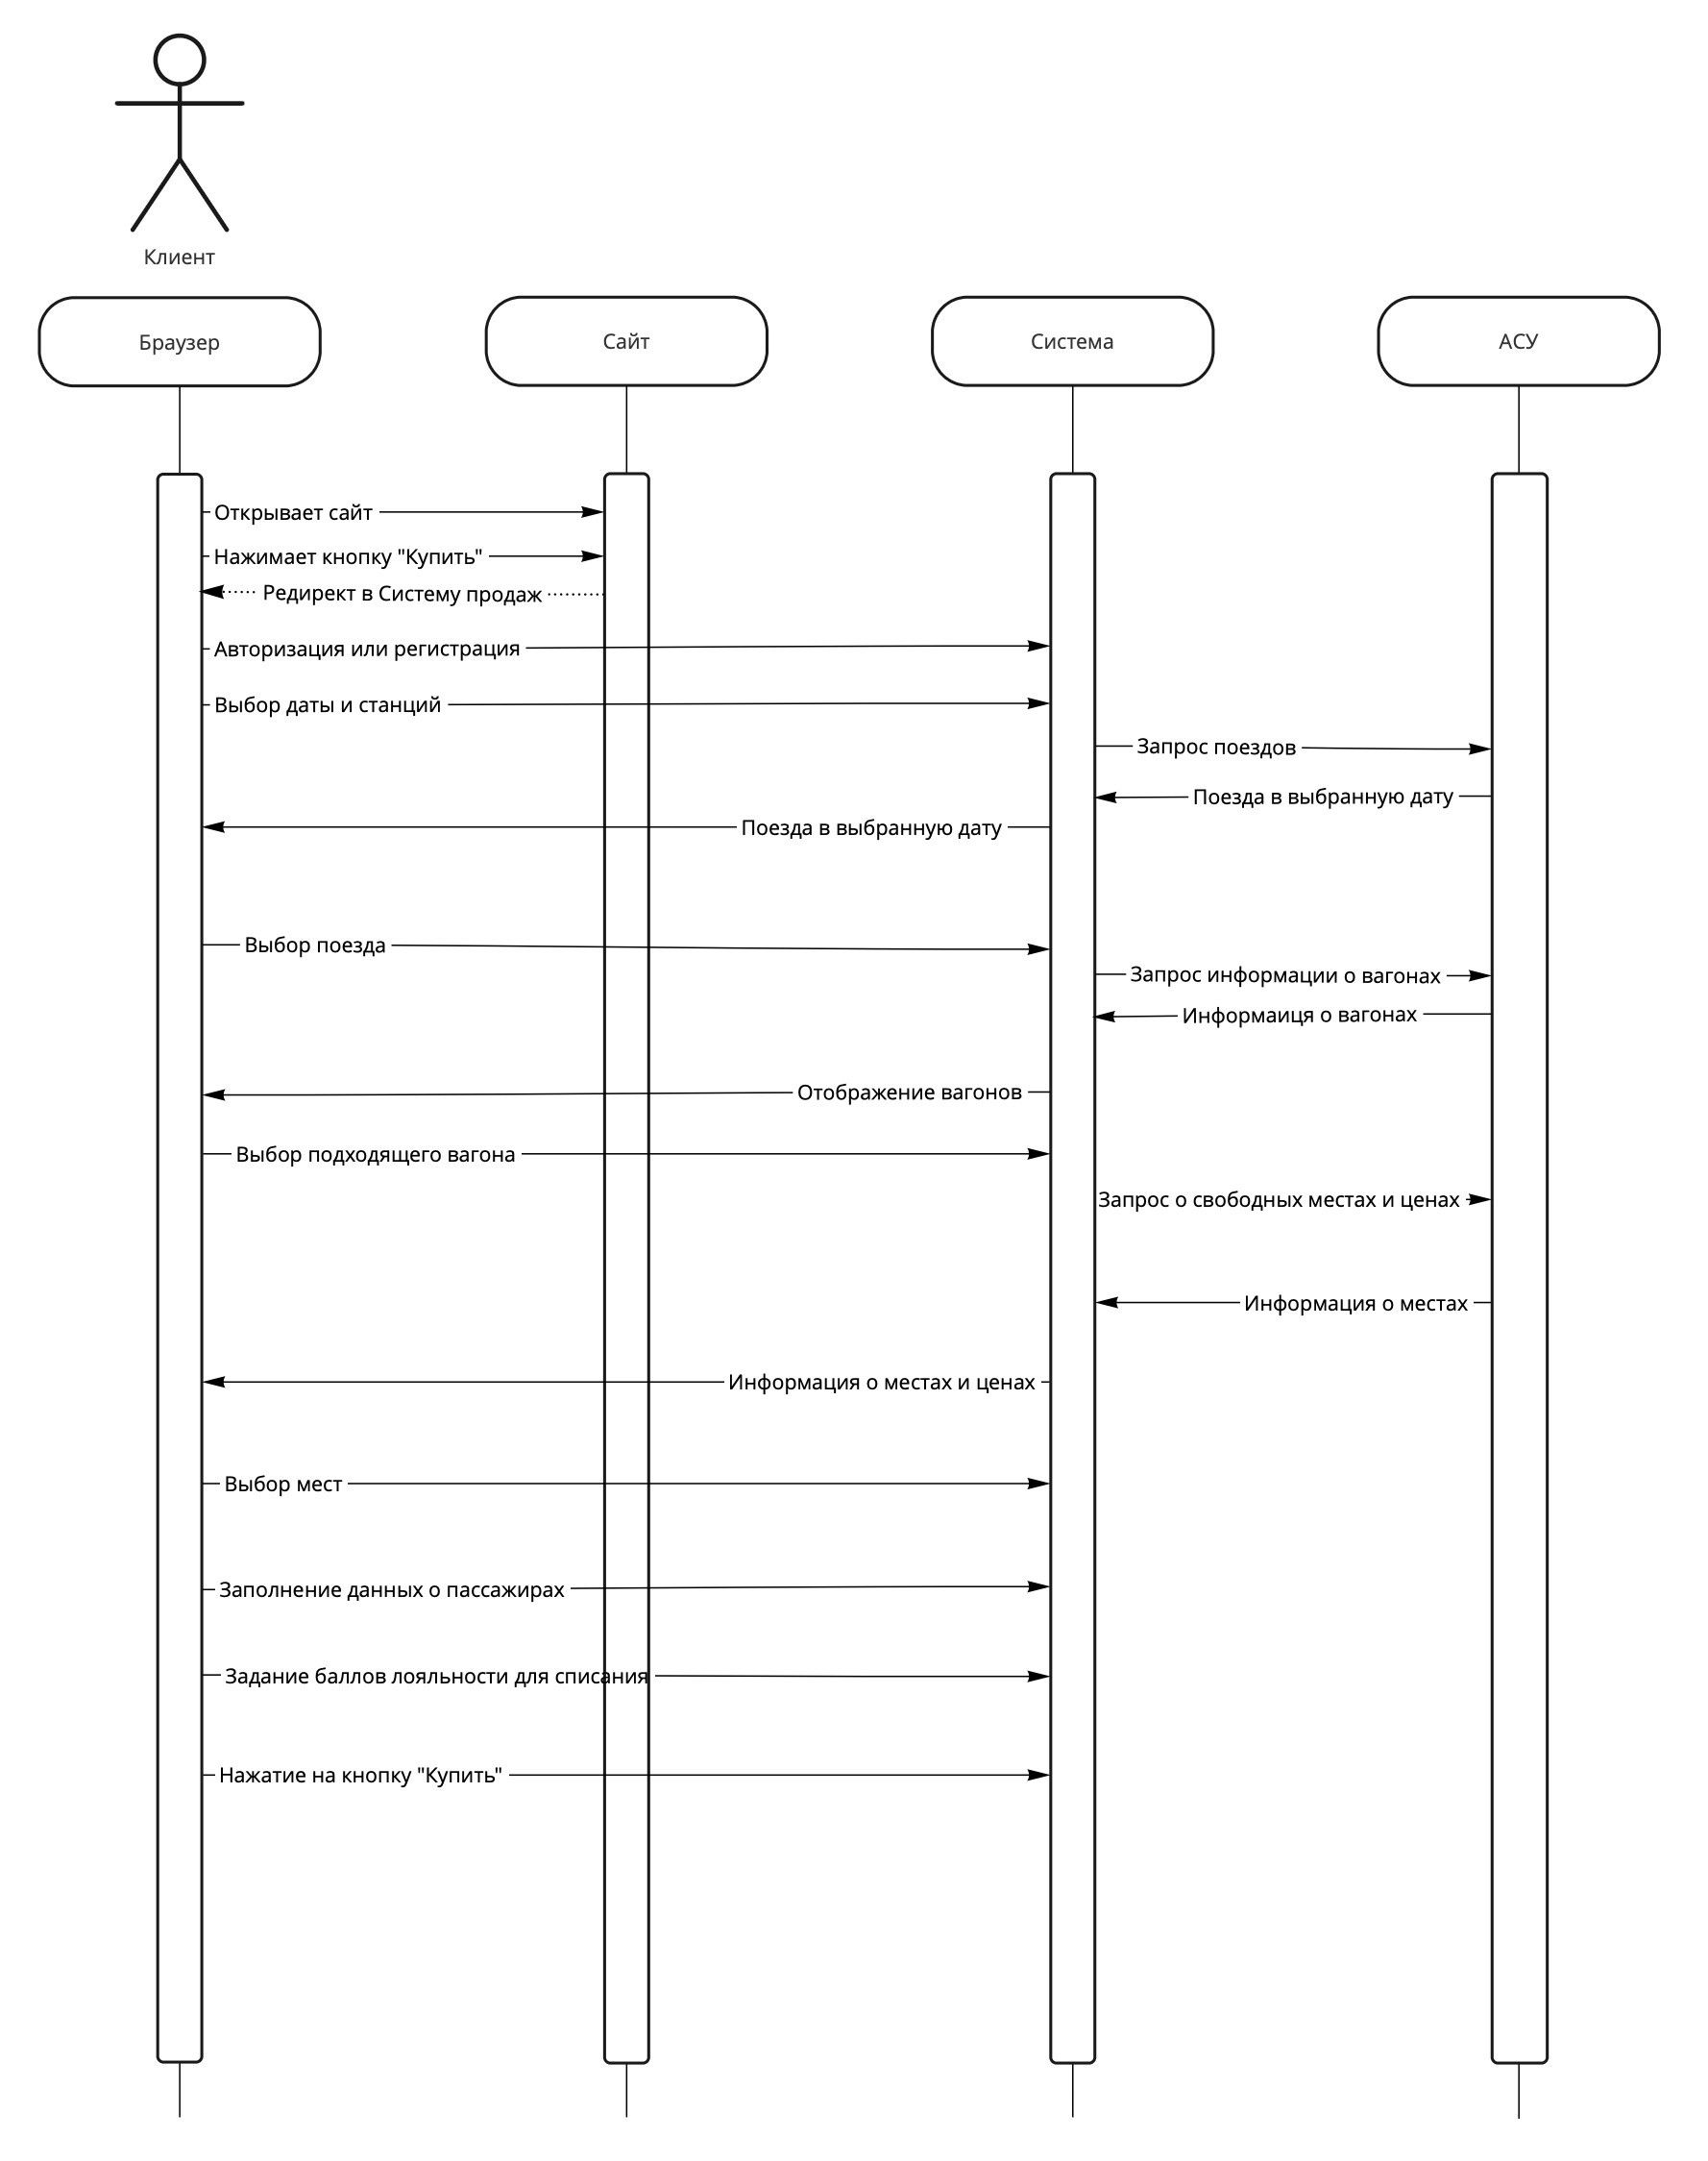 Клиент
Браузер
Сайт
Система
АСУ
Открывает сайт
Нажимает кнопку "Купить"
Редирект в Систему продаж
Авторизация или регистрация
Выбор даты и станций
Запрос поездов
Поезда в выбранную дату
Поезда в выбранную дату
Выбор поезда
Запрос информации о вагонах
Информаиця о вагонах
Отображение вагонов
Выбор подходящего вагона
Запрос о свободных местах и ценах
Информация о местах
Информация о местах и ценах
Выбор мест
Заполнение данных о пассажирах
Задание баллов лояльности для списания
Нажатие на кнопку "Купить"